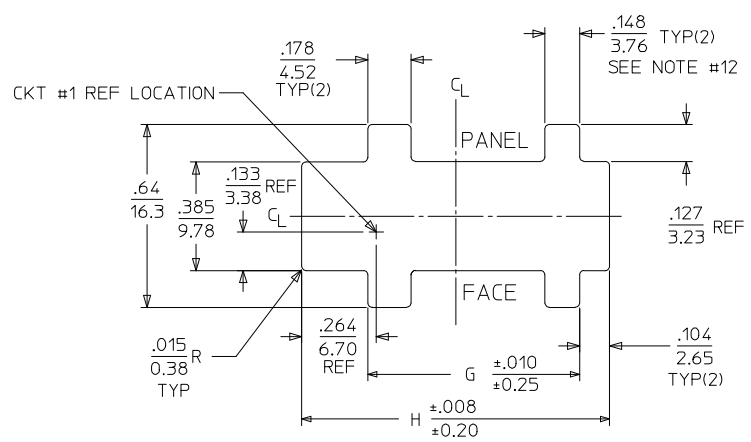 .148
3.76 TYP(2)
SEE NOTE #12
.178
4.52
TYP(2)
CL
CKT #1 REF LOCATION
PANEL
.133
3.38 REF
.64
16.3
.385
9.78
CL
.127
3.23 REF
FACE
.264
6.70
REF
.015
0.38 R
TYP
.104
2.65
TYP(2)
G ±.010
±0.25
H ±.008
±0.20